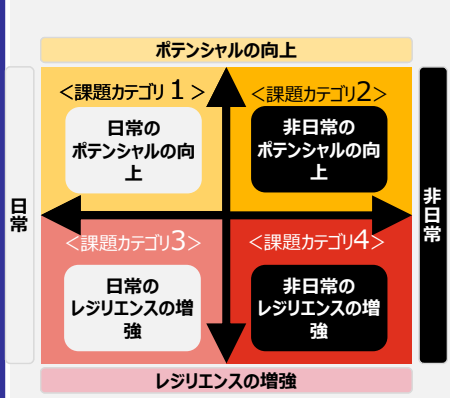 ポテンシャルの向上
日常
<課題カテゴリ1>
日常の
ポテンシャルの向
上
<課題カテゴリ2>
非日常の
ポテンシャルの向
上
非日常
<課題カテゴリ3>
日常の
レジリエンスの増
強
<課題カテゴリ4>
非日常の
レジリエンスの増
強
レジリエンスの増強